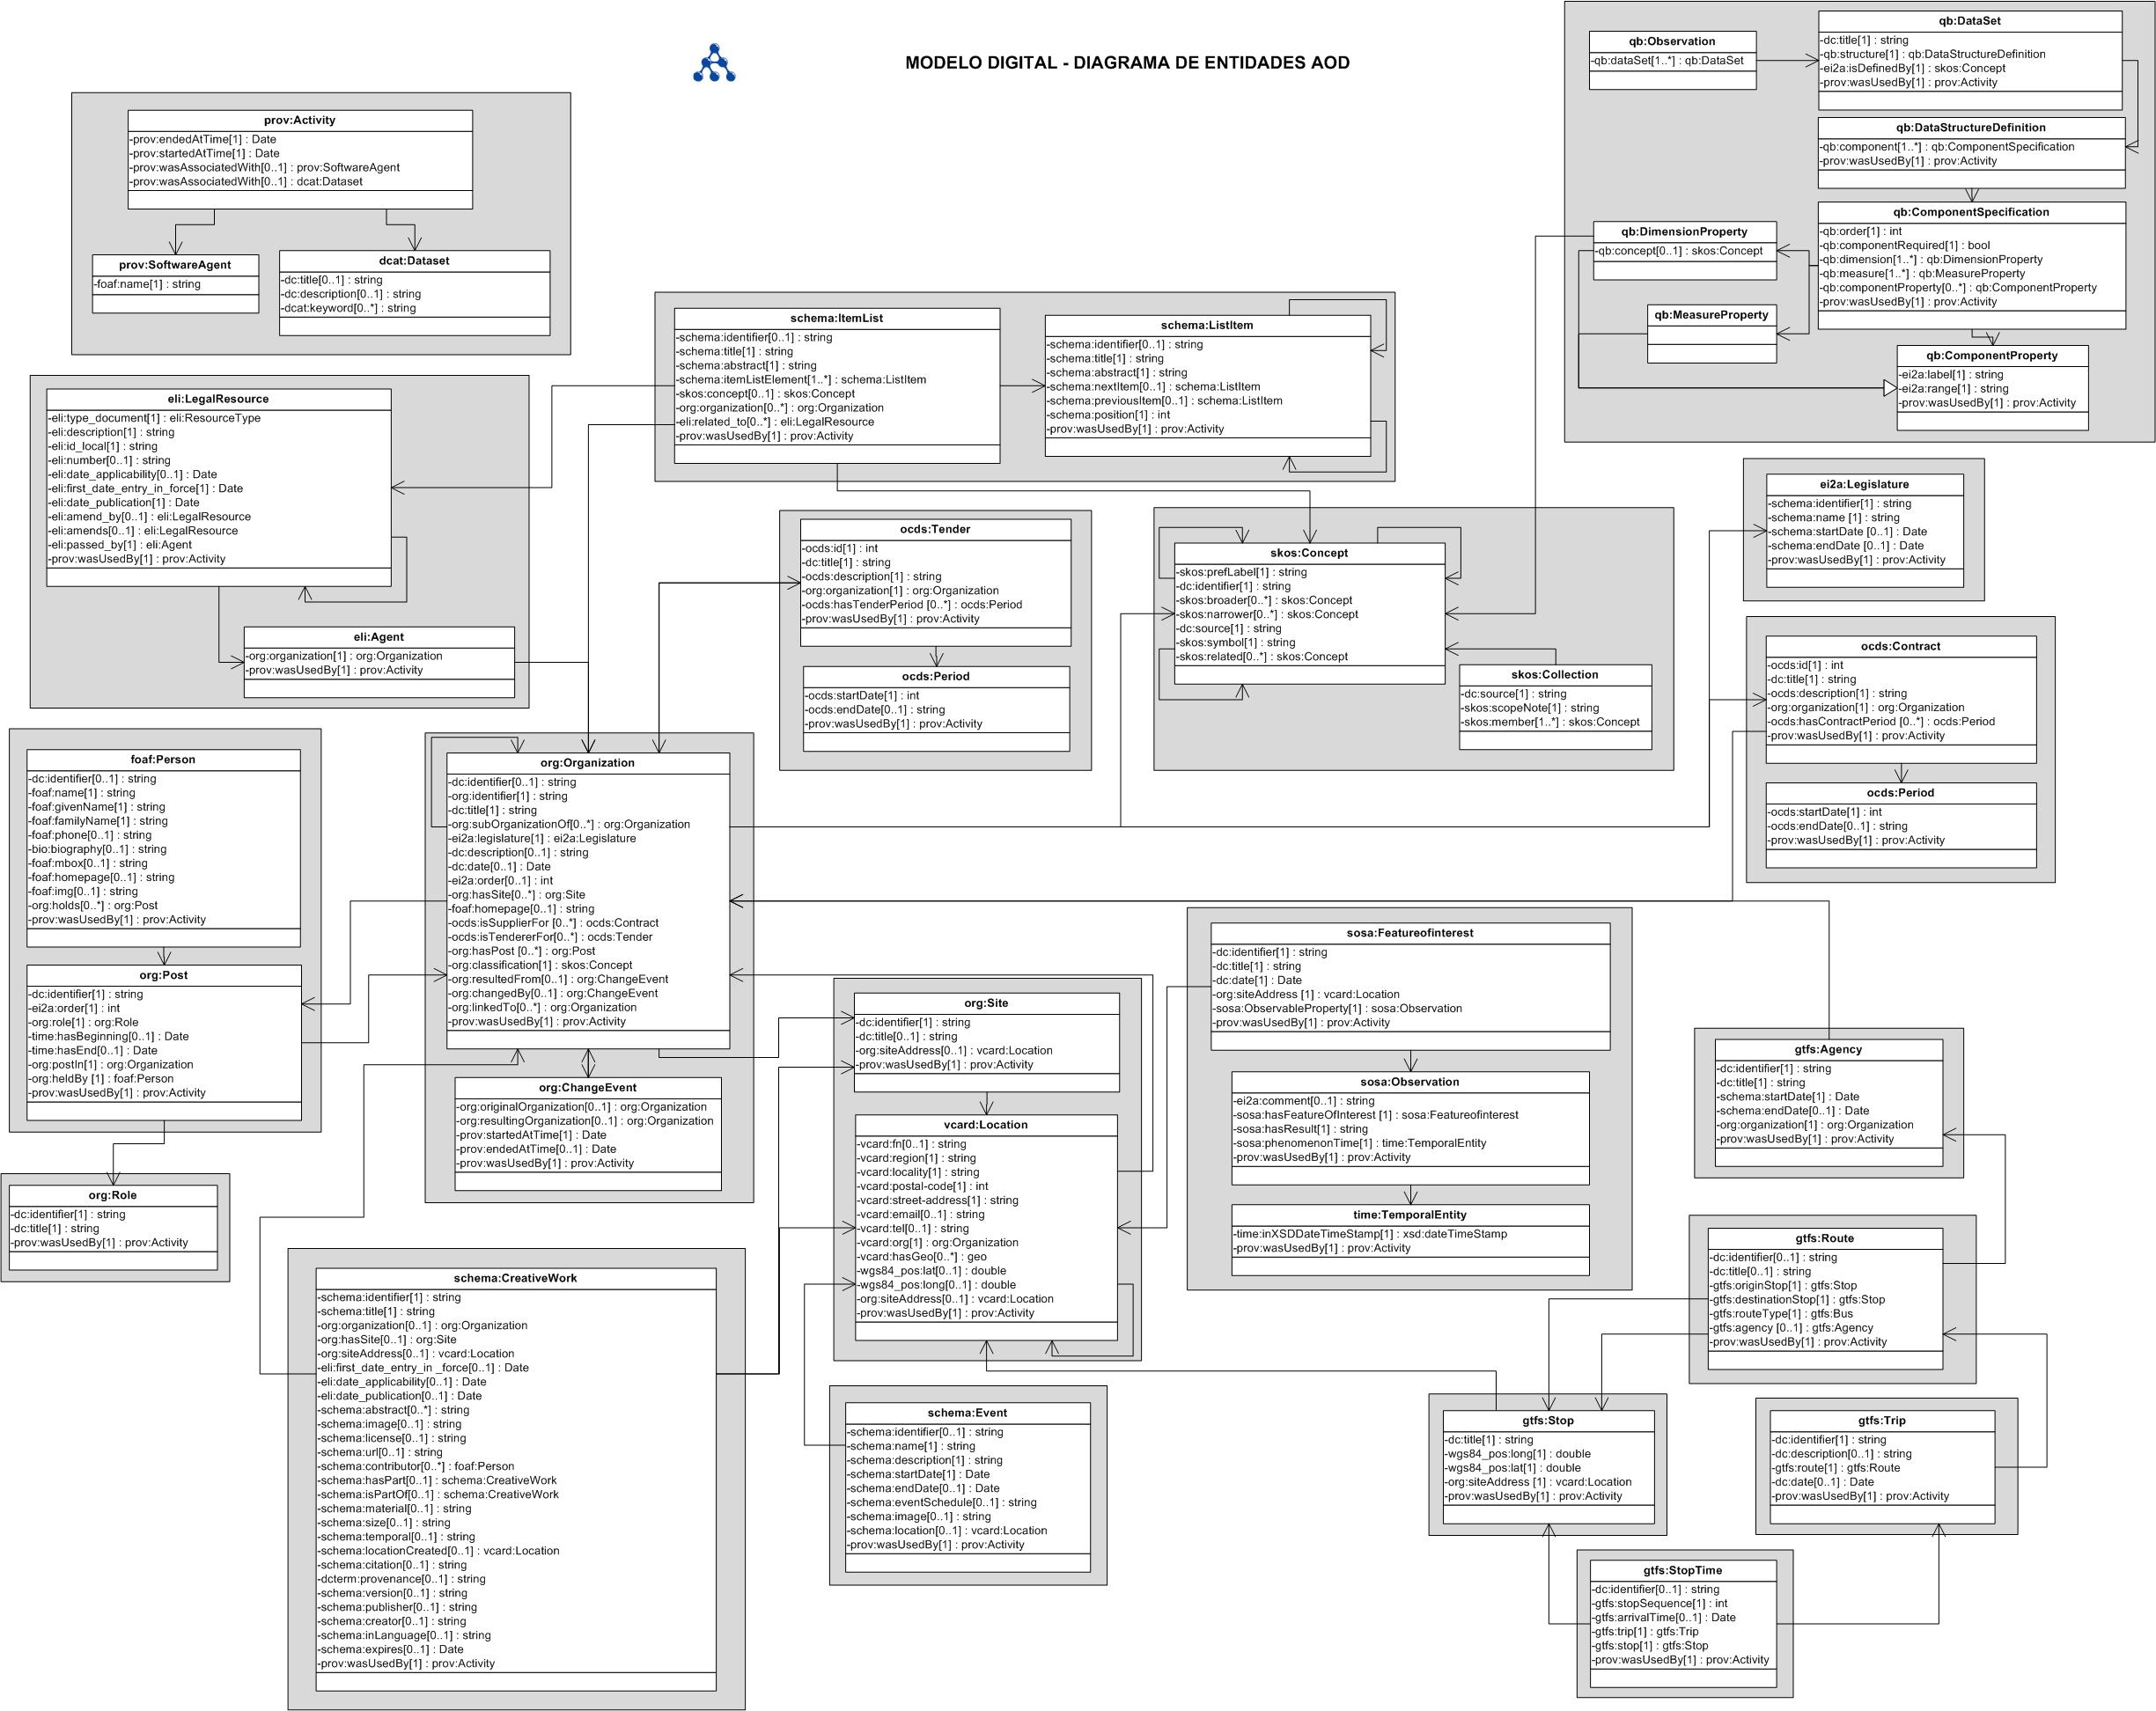 MODELO DIGITAL - DIAGRAMA DE ENTIDADES AOD
qb:Observation
-qb:dataSet[1..*] : qb:DataSet
qb:DataSet
-dc:title[1] : string
-qb:structure[1] : qb:DataStructureDefinition
-ei2a:isDefinedBy[1] : skos:Concept
-prov:wasUsedBy[1] : prov:Activity
qb:DataStructureDefinition
-qb:component[1..*] : qb:ComponentSpecification
-prov:wasUsedBy[1] : prov:Activity
qb:ComponentSpecification
-qb:order[1] : int
-qb:componentRequired[1] : bool
-qb:dimension[1..*] : qb:DimensionProperty
-qb:measure[1..*] : qb:MeasureProperty
-qb:componentProperty[0..*] : qb:ComponentProperty
-prov:wasUsedBy[1] : prov:Activity
qb:DimensionProperty
-qb:concept[0..1] : skos:Concept
qb:MeasureProperty
qb:ComponentProperty
-ei2a:label[1] : string
-ei2a:range[1] : string
-prov:wasUsedBy[1] : prov:Activity
prov:Activity
-prov:endedAtTime[1] : Date
-prov:startedAtTime[1] : Date
-prov:wasAssociatedWith[0..1] : prov:SoftwareAgent
-prov:wasAssociatedWith[0..1] : dcat:Dataset
prov:SoftwareAgent
-foaf:name[1] : string
dcat:Dataset
-dc:title[0..1] : string
-dc:description[0..1] : string
-dcat:keyword[0..*] : string
schema:ItemList
-schema:identifier[0..1] : string
-schema:title[1] : string
-schema:abstract[1] : string
-schema:itemListElement[1..*] : schema:ListItem
-skos:concept[0..1] : skos:Concept
-org:organization[0..*] : org:Organization
-eli:related_to[0..*] : eli:LegalResource
-prov:wasUsedBy[1] : prov:Activity
schema:ListItem
-schema:identifier[0..1] : string
-schema:title[1] : string
-schema:abstract[1] : string
-schema:nextItem[0..1] : schema:ListItem
-schema:previousItem[0..1] : schema:ListItem
-schema:position[1] : int
-prov:wasUsedBy[1] : prov:Activity
eli:LegalResource
-eli:type_document[1] : eli:ResourceType
-eli:description[1] : string
-eli:id_local[1] : string
-eli:number[0..1] : string
-eli:date_applicability[0..1] : Date
-eli:first_date_entry_in_force[1] : Date
-eli:date_publication[1] : Date
-eli:amend_by[0..1] : eli:LegalResource
-eli:amends[0..1] : eli:LegalResource
-eli:passed_by[1] : eli:Agent
-prov:wasUsedBy[1] : prov:Activity
eli:Agent
-org:organization[1] : org:Organization
-prov:wasUsedBy[1] : prov:Activity
ocds:Tender
-ocds:id[1] : int
-dc:title[1] : string
-ocds:description[1] : string
-org:organization[1] : org:Organization
-ocds:hasTenderPeriod [0..*] : ocds:Period
-prov:wasUsedBy[1] : prov:Activity
ocds:Period
-ocds:startDate[1] : int
-ocds:endDate[0..1] : string
-prov:wasUsedBy[1] : prov:Activity
skos:Concept
-skos:prefLabel[1] : string
-dc:identifier[1] : string
-skos:broader[0..*] : skos:Concept
-skos:narrower[0..*] : skos:Concept
-dc:source[1] : string
-skos:symbol[1] : string
-skos:related[0..*] : skos:Concept
skos:Collection
-dc:source[1] : string
-skos:scopeNote[1] : string
-skos:member[1..*] : skos:Concept
ei2a:Legislature
-schema:identifier[1] : string
-schema:name [1] : string
-schema:startDate [0..1] : Date
-schema:endDate [0..1] : Date
-prov:wasUsedBy[1] : prov:Activity
ocds:Contract
-ocds:id[1] : int
-dc:title[1] : string
-ocds:description[1] : string
-org:organization[1] : org:Organization
-ocds:hasContractPeriod [0..*] : ocds:Period
-prov:wasUsedBy[1] : prov:Activity
ocds:Period
-ocds:startDate[1] : int
-ocds:endDate[0..1] : string
-prov:wasUsedBy[1] : prov:Activity
foaf:Person
-dc:identifier[0..1] : string
-foaf:name[1] : string
-foaf:givenName[1] : string
-foaf:familyName[1] : string
-foaf:phone[0..1] : string
-bio:biography[0..1] : string
-foaf:mbox[0..1] : string
-foaf:homepage[0..1] : string
-foaf:img[0..1] : string
-org:holds[0..*] : org:Post
-prov:wasUsedBy[1] : prov:Activity
org:Post
-dc:identifier[1] : string
-ei2a:order[1] : int
-org:role[1] : org:Role
-time:hasBeginning[0..1] : Date
-time:hasEnd[0..1] : Date
-org:postIn[1] : org:Organization
-org:heldBy [1] : foaf:Person
-prov:wasUsedBy[1] : prov:Activity
org:Role
-dc:identifier[1] : string
-dc:title[1] : string
-prov:wasUsedBy[1] : prov:Activity
org:Organization
-dc:identifier[0..1] : string
-org:identifier[1] : string
-dc:title[1] : string
-org:subOrganizationOf[0..*] : org:Organization
-ei2a:legislature[1] : ei2a:Legislature
-dc:description[0..1] : string
-dc:date[0..1] : Date
-ei2a:order[0..1] : int
-org:hasSite[0..*] : org:Site
-foaf:homepage[0..1] : string
-ocds:isSupplierFor [0..*] : ocds:Contract
-ocds:isTendererFor[0..*] : ocds:Tender
-org:hasPost [0..*] : org:Post
-org:classification[1] : skos:Concept
-org:resultedFrom[0..1] : org:ChangeEvent
-org:changedBy[0..1] : org:ChangeEvent
-org:linkedTo[0..*] : org:Organization
-prov:wasUsedBy[1] : prov:Activity
org:ChangeEvent
-org:originalOrganization[0..1] : org:Organization
-org:resultingOrganization[0..1] : org:Organization
-prov:startedAtTime[1] : Date
-prov:endedAtTime[0..1] : Date
-prov:wasUsedBy[1] : prov:Activity
org:Site
-dc:identifier[1] : string
-dc:title[1] : string
-org:siteAddress[0..1] : vcard:Location
-prov:wasUsedBy[1] : prov:Activity
vcard:Location
-vcard:fn[0..1] : string
-vcard:region[1] : string
-vcard:locality[1] : string
-vcard:postal-code[1] : int
-vcard:street-address[1] : string
-vcard:email[0..1] : string
-vcard:tel[0..1] : string
-vcard:org[1] : org:Organization
-vcard:hasGeo[0..*] : geo
-wgs84_pos:lat[0..1] : double
-wgs84_pos:long[0..1] : double
-org:siteAddress[0..1] : vcard:Location
-prov:wasUsedBy[1] : prov:Activity
sosa:Featureofinterest
-dc:identifier[1] : string
-dc:title[1] : string
-dc:date[1] : Date
-org:siteAddress [1] : vcard:Location
-sosa:ObservableProperty[1] : sosa:Observation
-prov:wasUsedBy[1] : prov:Activity
sosa:Observation
-ei2a:comment[0..1] : string
-sosa:hasFeatureOfInterest [1] : sosa:Featureofinterest
-sosa:hasResult[1] : string
-sosa:phenomenonTime[1] : time:TemporalEntity
-prov:wasUsedBy[1] : prov:Activity
time:TemporalEntity
-time:inXSDDateTimeStamp[1] : xsd:dateTimeStamp
-prov:wasUsedBy[1] : prov:Activity
gtfs:Agency
-dc:identifier[1] : string
-dc:title[1] : string
-schema:startDate[1] : Date
-schema:endDate[0..1] : Date
-org:organization[1] : org:Organization
-prov:wasUsedBy[1] : prov:Activity
gtfs:Route
-dc:identifier[0..1] : string
-dc:title[0..1] : string
-gtfs:originStop[1] : gtfs:Stop
-gtfs:destinationStop[1] : gtfs:Stop
-gtfs:routeType[1] : gtfs:Bus
-gtfs:agency [0..1] : gtfs:Agency
-prov:wasUsedBy[1] : prov:Activity
schema:CreativeWork
-schema:identifier[1] : string
-schema:title[1] : string
-org:organization[0..1] : org:Organization
-org:hasSite[0..1] : org:Site
-org:siteAddress[0..1] : vcard:Location
-eli:first_date_entry_in _force[0..1] : Date
-eli:date_applicability[0..1] : Date
-eli:date_publication[0..1] : Date
-schema:abstract[0..*] : string
-schema:image[0..1] : string
-schema:license[0..1] : string
-schema:url[0..1] : string
-schema:contributor[0..*] : foaf:Person
-schema:hasPart[0..1] : schema:CreativeWork
-schema:isPartOf[0..1] : schema:CreativeWork
-schema:material[0..1] : string
-schema:size[0..1] : string
-schema:temporal[0..1] : string
-schema:locationCreated[0..1] : vcard:Location
-schema:citation[0..1] : string
-dcterm:provenance[0..1] : string
-schema:version[0..1] : string
-schema:publisher[0..1] : string
-schema:creator[0..1] : string
-schema:inLanguage[0..1] : string
-schema:expires[0..1] : Date
-prov:wasUsedBy[1] : prov:Activity
schema:Event
-schema:identifier[0..1] : string
-schema:name[1] : string
-schema:description[1] : string
-schema:startDate[1] : Date
-schema:endDate[0..1] : Date
-schema:eventSchedule[0..1] : string
-schema:image[0..1] : string
-schema:location[0..1] : vcard:Location
-prov:wasUsedBy[1] : prov:Activity
gtfs:Stop
-dc:title[1] : string
-wgs84_pos:long[1] : double
-wgs84_pos:lat[1] : double
-org:siteAddress [1] : vcard:Location
-prov:wasUsedBy[1] : prov:Activity
gtfs:Trip
-dc:identifier[1] : string
-dc:description[0..1] : string
-gtfs:route[1] : gtfs:Route
-dc:date[0..1] : Date
-prov:wasUsedBy[1] : prov:Activity
gtfs:StopTime
-dc:identifier[0..1] : string
-gtfs:stopSequence[1] : int
-gtfs:arrivalTime[0..1] : Date
-gtfs:trip[1] : gtfs:Trip
-gtfs:stop[1] : gtfs:Stop
-prov:wasUsedBy[1] : prov:Activity